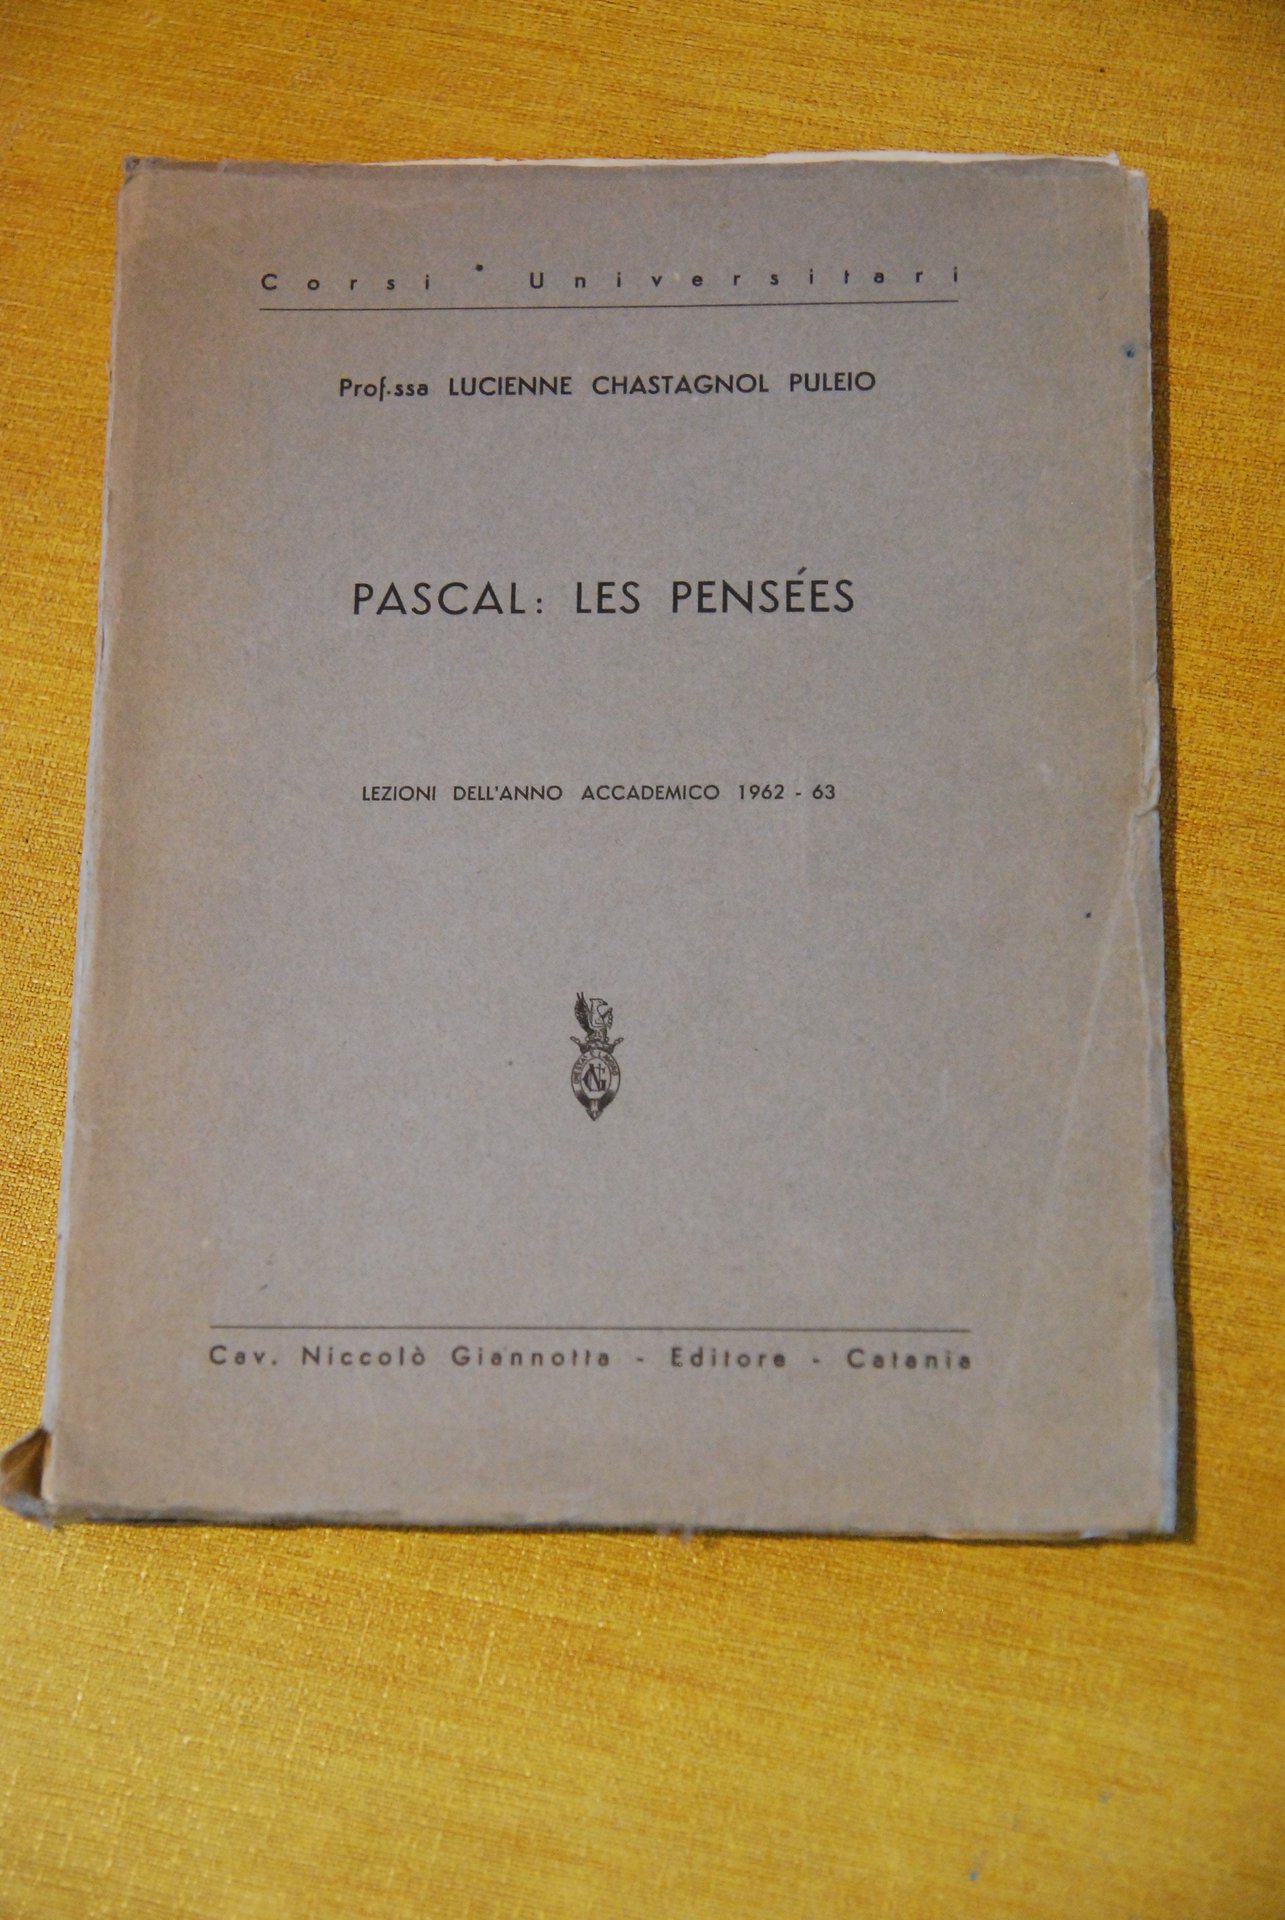 Corsi Universitari
Prof.ssa LUCIENNE CHASTAGNOL PULEIO
PASCAL: LES PENSÉES
LEZIONI DELL'ANNO ACCADEMICO 1962 - 63
Cav. Niccolò Giannotta - Editore - Catania